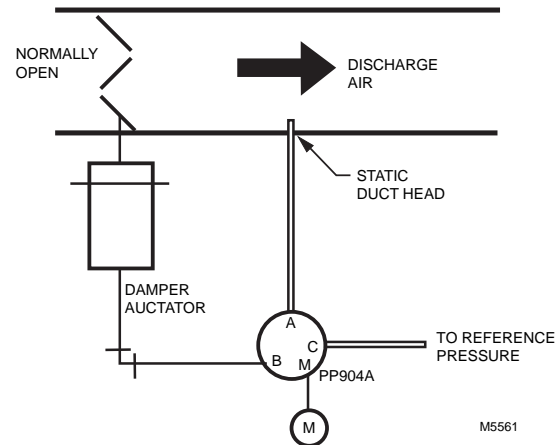 NORMALLY
OPEN
DISCHARGE
AIR
STATIC
DUCT HEAD
DAMPER
AUCTATOR
A
C
B
M
PP904A
TO REFERENCE
PRESSURE
M
M5561